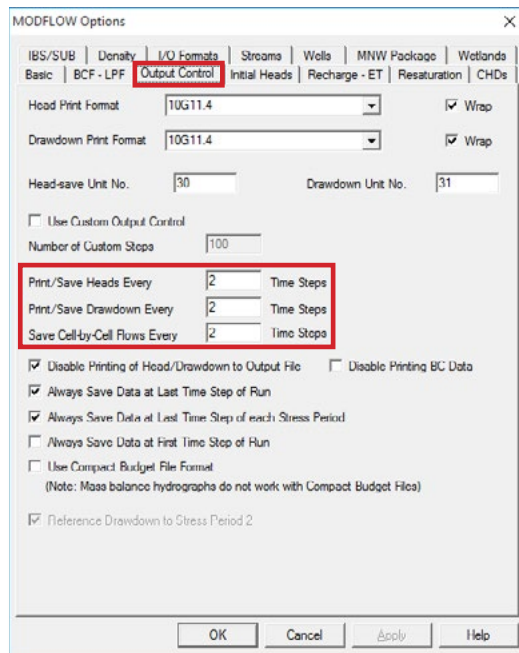 MODFLOW Options
IBS/SUB Density I/O Formats Streams Wells MNW Package Wetlands
Basic BCF - LPF Output Control Initial Heads Recharge - ET Resaturation CHDs
Head Print Format 10G11.4 Wrap
Drawdown Print Format 10G11.4 Wrap
Head-save Unit No. 30 Drawdown Unit No. 31
Use Custom Output Control
Number of Custom Steps 100
Print/Save Heads Every 2 Time Steps
Print/Save Drawdown Every 2 Time Steps
Save Cell-by-Cell Flows Every 2 Time Steps
Disable Printing of Head/Drawdown to Output File Disable Printing BC Data
Always Save Data at Last Time Step of Run
Always Save Data at Last Time Step of each Stress Period
Always Save Data at First Time Step of Run
Use Compact Budget File Format
(Note: Mass balance hydrographs do not work with Compact Budget Files)
Reference Drawdown to Stress Period 2
OK Cancel Apply Help